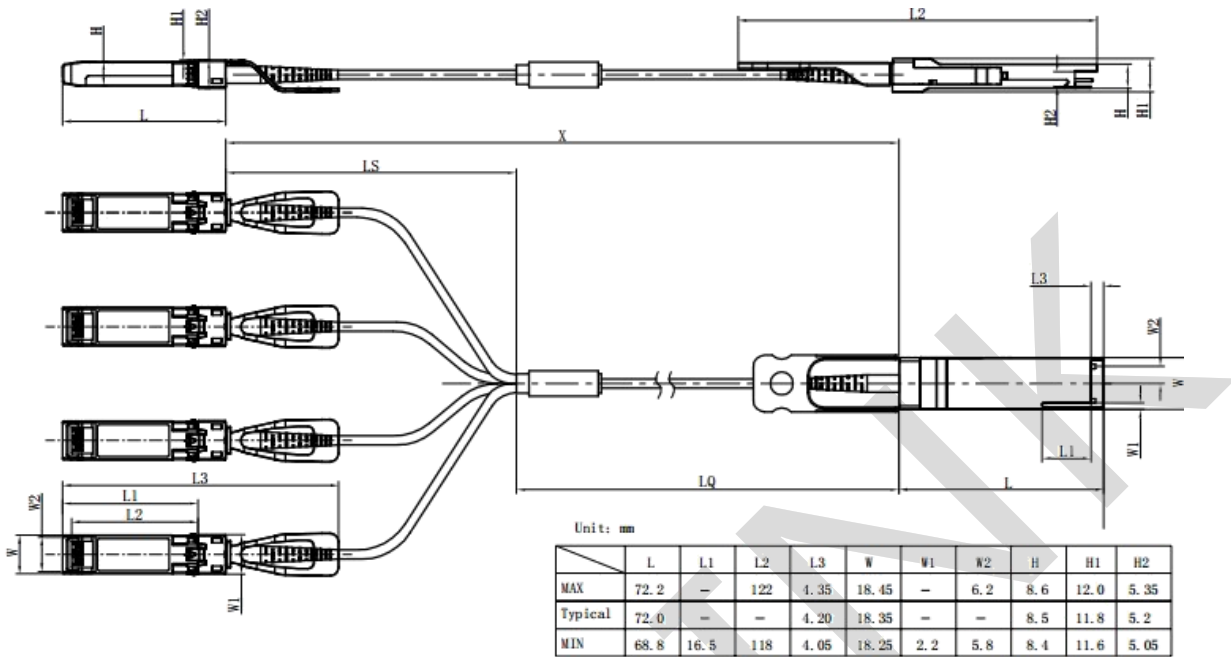 L2
H
H1
H2
L
H2
H
H1
X
LS
L3
W2
W
W1
L1
L3
L1
L2
W2
W
W1
LQ
L
Unit: mm
L L1 L2 L3 W W1 W2 H H1 H2
MAX 72.2 — 122 4.35 18.45 — 6.2 8.6 12.0 5.35
Typical 72.0 — — 4.20 18.35 — — 8.5 11.8 5.2
MIN 68.8 16.5 118 4.05 18.25 2.2 5.8 8.4 11.6 5.05